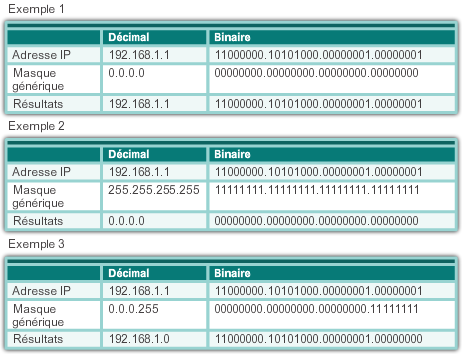 Exemple 1
Décimal Binaire
Adresse IP 192.168.1.1 11000000.10101000.00000001.00000001
Masque générique 0.0.0.0 00000000.00000000.00000000.00000000
Résultats 192.168.1.1 11000000.10101000.00000001.00000001
Exemple 2
Décimal Binaire
Adresse IP 192.168.1.1 11000000.10101000.00000001.00000001
Masque générique 255.255.255.255 11111111.11111111.11111111.11111111
Résultats 0.0.0.0 00000000.00000000.00000000.00000000
Exemple 3
Décimal Binaire
Adresse IP 192.168.1.1 11000000.10101000.00000001.00000001
Masque générique 0.0.0.255 00000000.00000000.00000000.11111111
Résultats 192.168.1.0 11000000.10101000.00000001.00000000